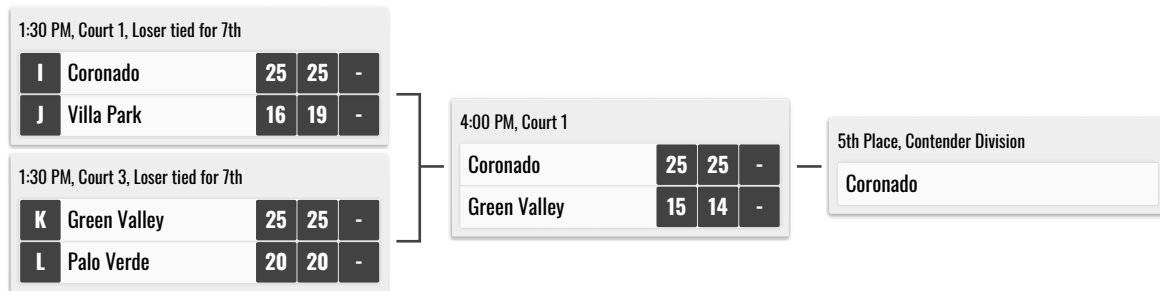 1:30 PM, Court 1, Loser tied for 7th
I Coronado 25 25 -
J Villa Park 16 19 -
1:30 PM, Court 3, Loser tied for 7th
K Green Valley 25 25 -
L Palo Verde 20 20 -
4:00 PM, Court 1
Coronado 25 25 -
Green Valley 15 14 -
5th Place, Contender Division
Coronado